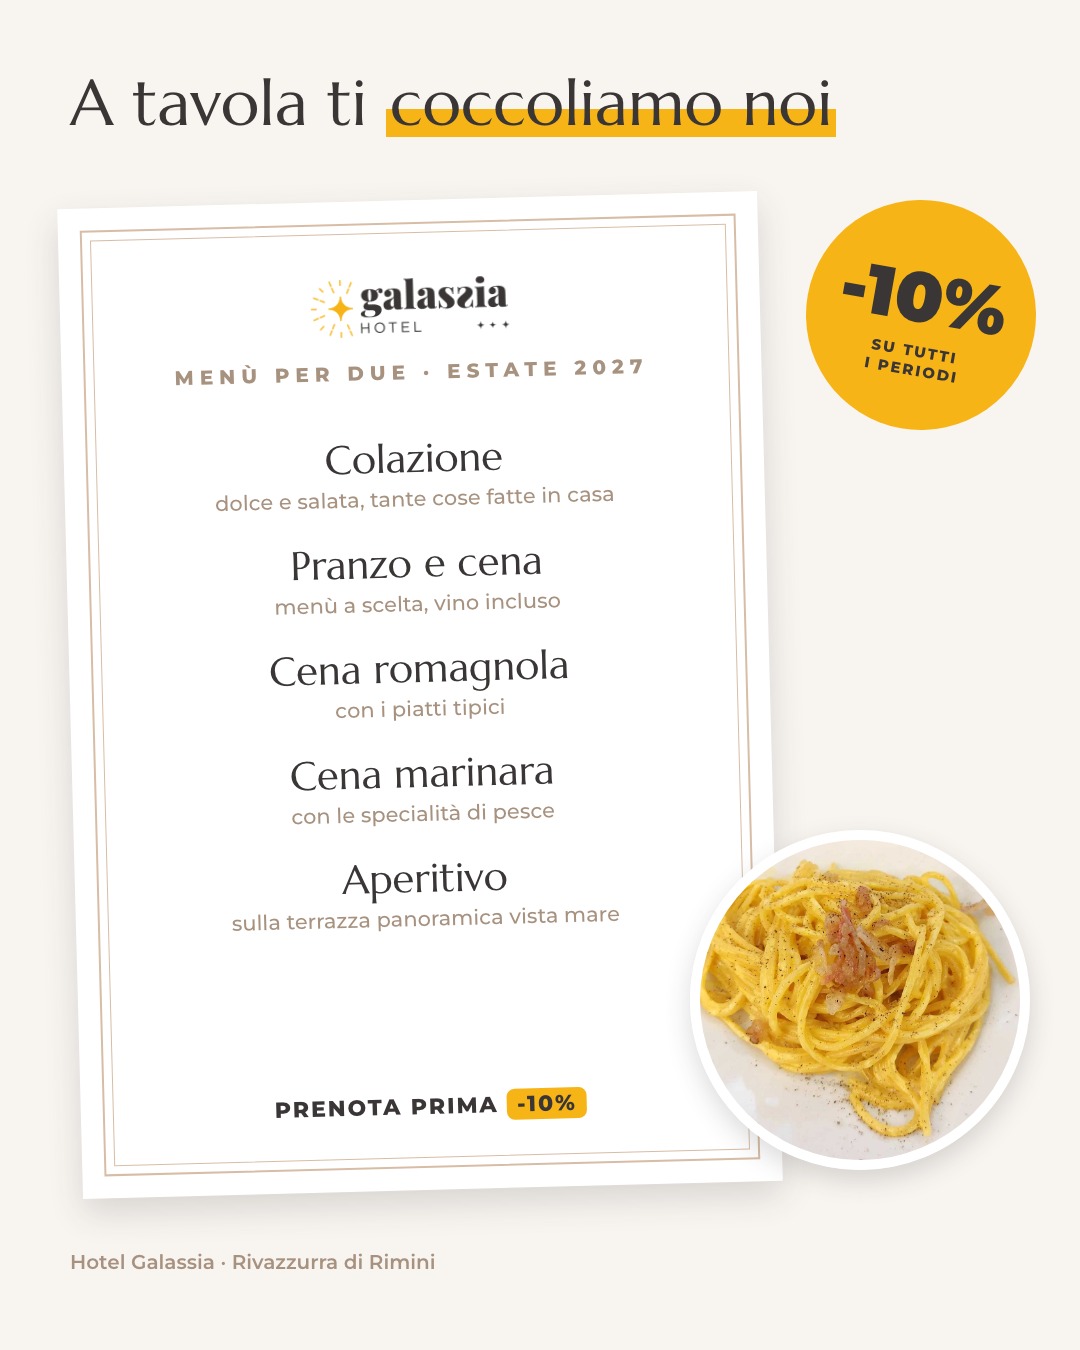 A tavola ti coccoliamo noi
galassia
HOTEL
MENÙ PER DUE · ESTATE 2027
Colazione
dolce e salata, tante cose fatte in casa
Pranzo e cena
menù a scelta, vino incluso
Cena romagnola
con i piatti tipici
Cena marinara
con le specialità di pesce
Aperitivo
sulla terrazza panoramica vista mare
PRENOTA PRIMA -10%
-10%
SU TUTTI
I PERIODI
Hotel Galassia · Rivazzurra di Rimini